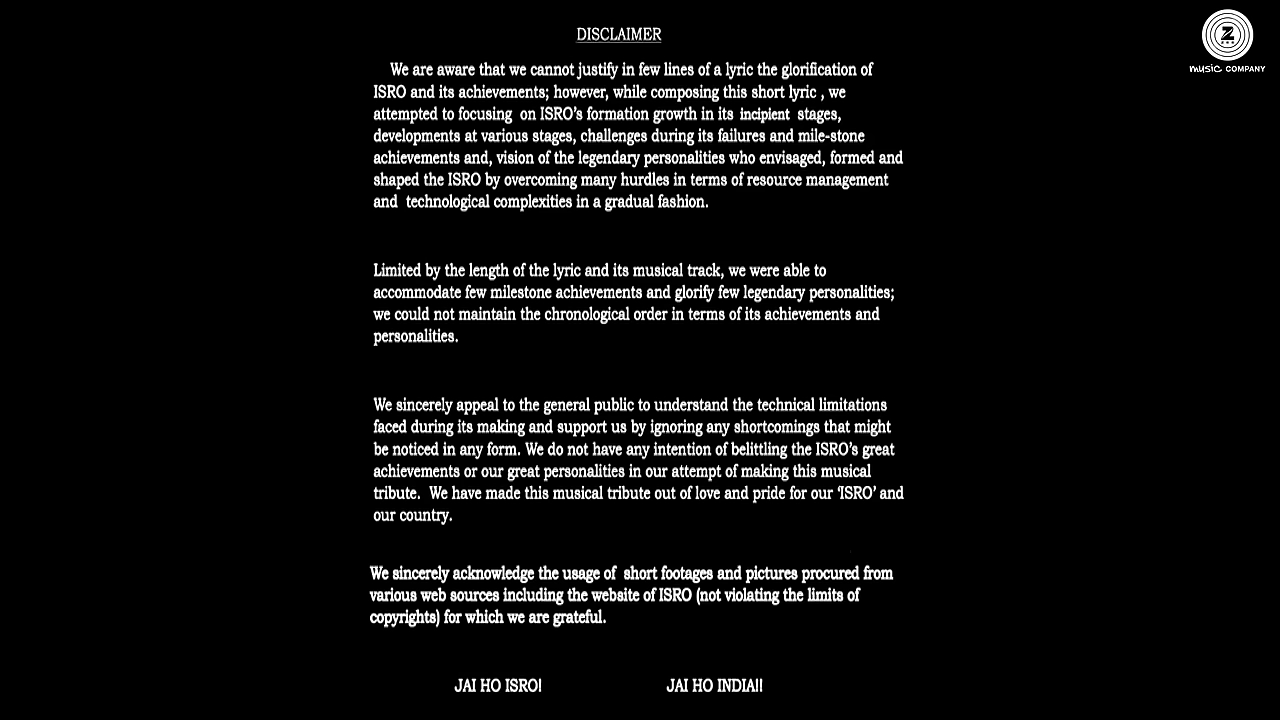 DISCLAIMER
We are aware that we cannot justify in few lines of a lyric the glorification of
ISRO and its achievements; however, while composing this short lyric , we
attempted to focusing on ISRO's formation growth in its incipient stages,
developments at various stages, challenges during its failures and mile-stone
achievements and, vision of the legendary personalities who envisaged, formed and
shaped the ISRO by overcoming many hurdles in terms of resource management
and technological complexities in a gradual fashion.
Limited by the length of the lyric and its musical track, we were able to
accommodate few milestone achievements and glorify few legendary personalities;
we could not maintain the chronological order in terms of its achievements and
personalities.
We sincerely appeal to the general public to understand the technical limitations
faced during its making and support us by ignoring any shortcomings that might
be noticed in any form. We do not have any intention of belittling the ISRO's great
achievements or our great personalities in our attempt of making this musical
tribute. We have made this musical tribute out of love and pride for our 'ISRO' and
our country.
We sincerely acknowledge the usage of short footages and pictures procured from
various web sources including the website of ISRO (not violating the limits of
copyrights) for which we are grateful.
JAI HO ISRO! JAI HO INDIA!!
Z
music COMPANY